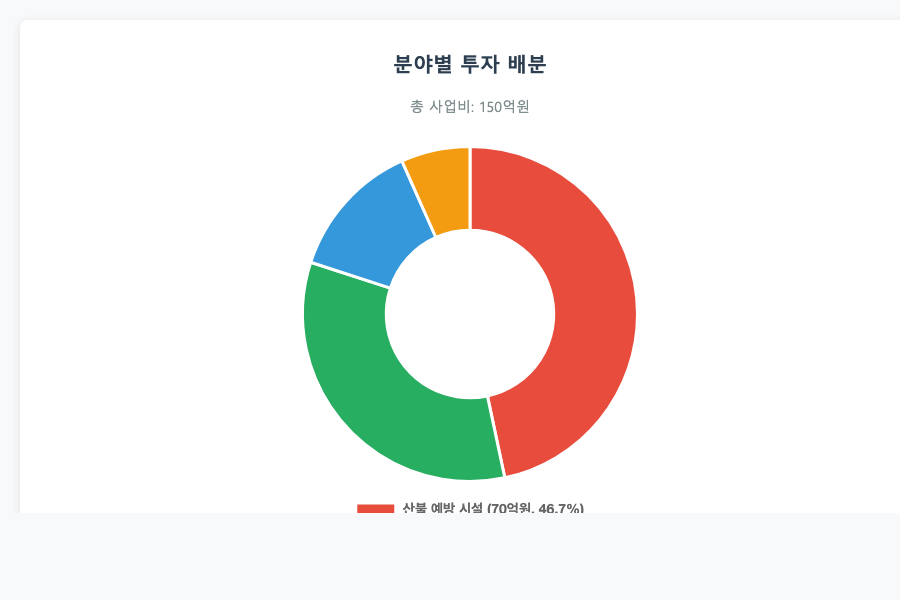 분야별 투자 배분
총 사업비: 150억원
산불 예방 시설 (70억원, 46.7%)